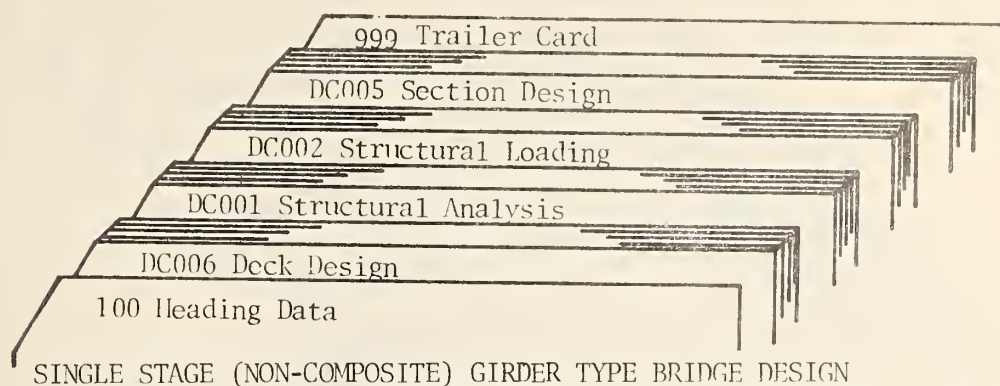 999 Trailer Card
DC005 Section Design
DC002 Structural Loading
DC001 Structural Analysis
DC006 Deck Design
100 Heading Data
SINGLE STAGE (NON-COMPOSITE) GIRDER TYPE BRIDGE DESIGN